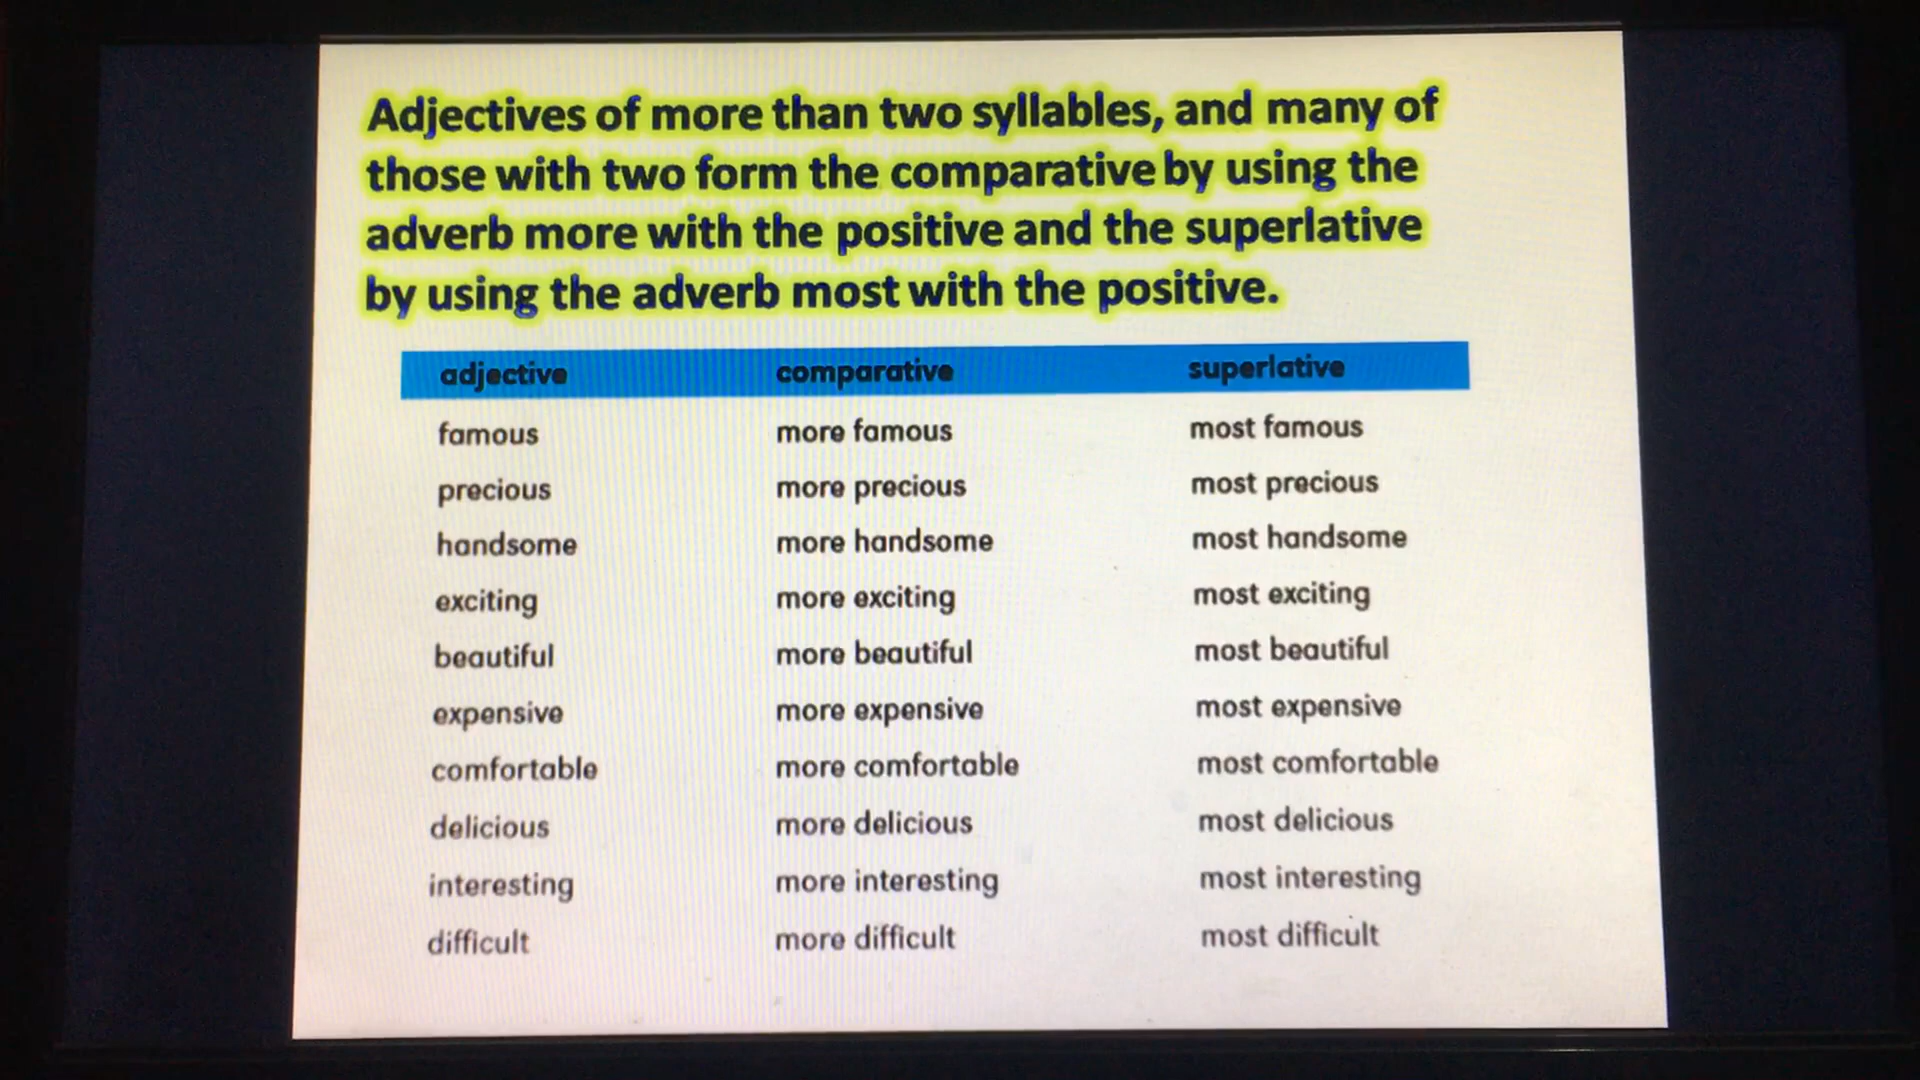 Adjectives of more than two syllables, and many of
those with two form the comparative by using the
adverb more with the positive and the superlative
by using the adverb most with the positive.
adjective comparative superlative
famous more famous most famous
precious more precious most precious
handsome more handsome most handsome
exciting more exciting most exciting
beautiful more beautiful most beautiful
expensive more expensive most expensive
comfortable more comfortable most comfortable
delicious more delicious most delicious
interesting more interesting most interesting
difficult more difficult most difficult